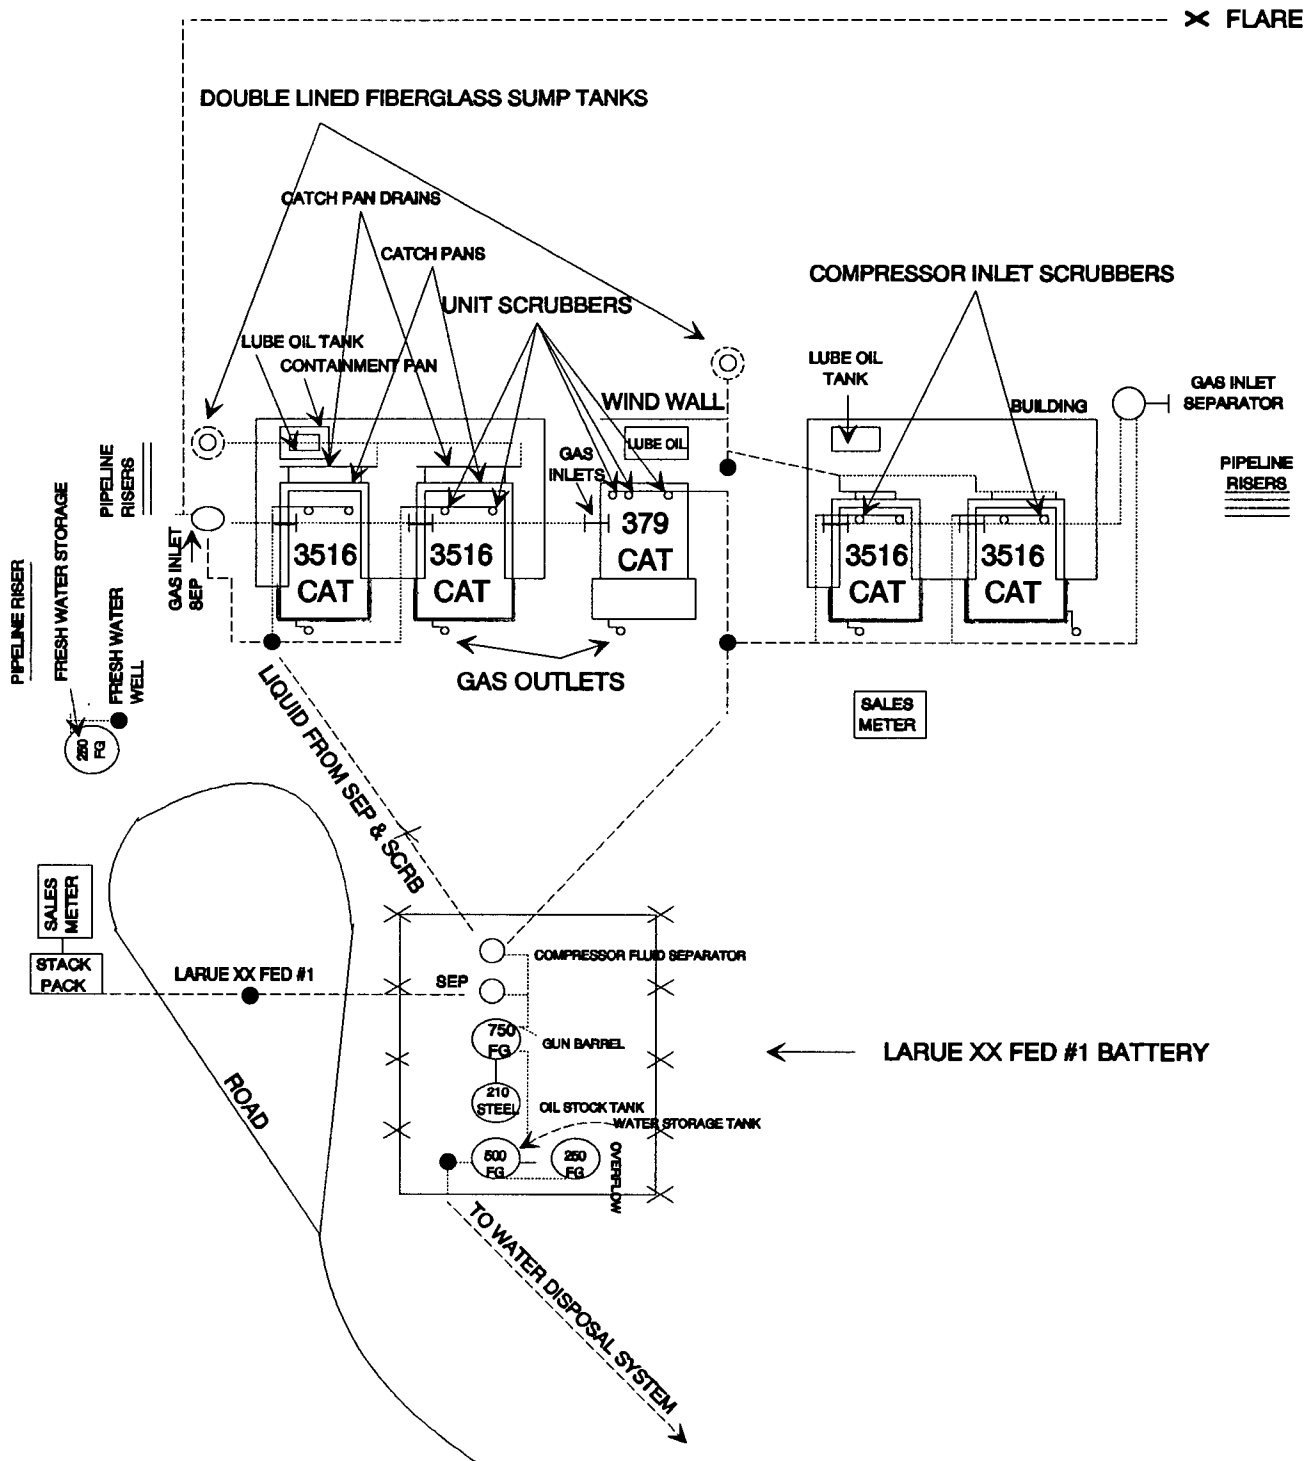 FLARE
DOUBLE LINED FIBERGLASS SUMP TANKS
CATCH PAN DRAINS
CATCH PANS
UNIT SCRUBBERS
COMPRESSOR INLET SCRUBBERS
LUBE OIL TANK
CONTAINMENT PAN
LUBE OIL
TANK
WIND WALL
BUILDING
GAS INLET
SEPARATOR
LUBE OIL
GAS
INLETS
PIPELINE
RISERS
PIPELINE
RISERS
379
CAT
3516
CAT
3516
CAT
3516
CAT
3516
CAT
GAS INLET
SEP
PIPELINE RISER
FRESH WATER STORAGE
FRESH WATER
WELL
250
FG
GAS OUTLETS
SALES
METER
LIQUID FROM SEP & SCRB
SALES
METER
STACK
PACK
LARUE XX FED #1
SEP
COMPRESSOR FLUID SEPARATOR
750
FG
GUN BARREL
LARUE XX FED #1 BATTERY
210
STEEL
OIL STOCK TANK
WATER STORAGE TANK
500
FG
250
FG
OVERFLOW
ROAD
TO WATER DISPOSAL SYSTEM